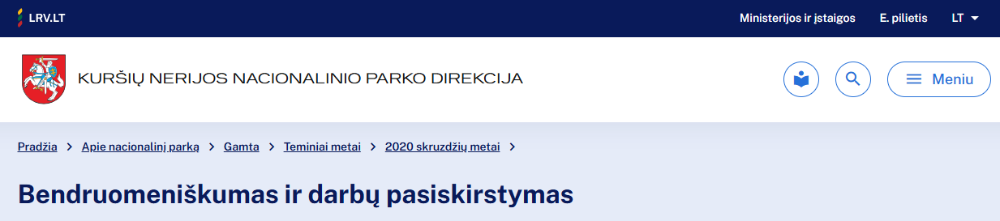 LRV.LT Ministerijos ir įstaigos E. pilietis LT
KURŠIŲ NERIJOS NACIONALINIO PARKO DIREKCIJA Meniu
Pradžia > Apie nacionalinį parką > Gamta > Teminiai metai > 2020 skruzdžių metai >
Bendruomeniškumas ir darbų pasiskirstymas